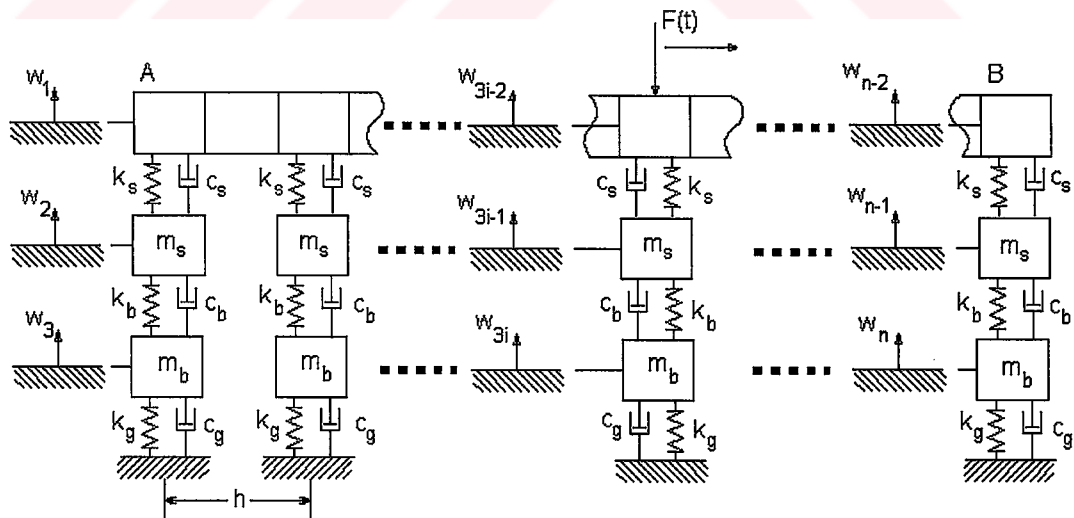 F(t)
A
B
w1
w3i-2
wn-2
ks
cs
ks
cs
cs
ks
ks
cs
w2
ms
ms
w3i-1
ms
wn-1
ms
kb
cb
kb
cb
cb
kb
kb
cb
w3
mb
mb
w3i
mb
wn
mb
kg
cg
kg
cg
cg
kg
kg
cg
h